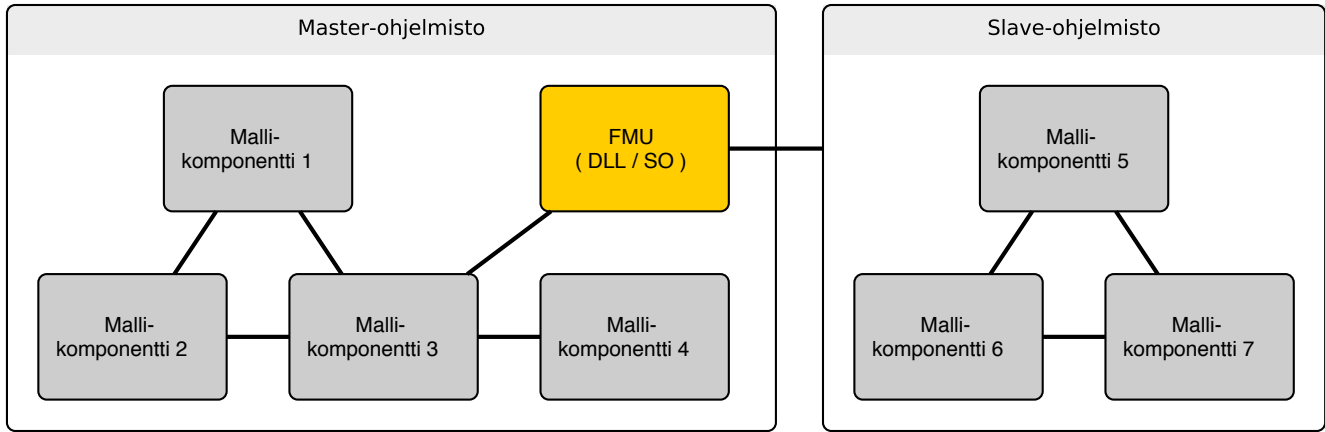 Master-ohjelmisto
Slave-ohjelmisto
Malli-
komponentti 1
FMU
( DLL / SO )
Malli-
komponentti 5
Malli-
komponentti 2
Malli-
komponentti 3
Malli-
komponentti 4
Malli-
komponentti 6
Malli-
komponentti 7